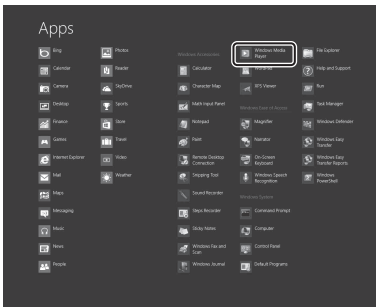 Apps
Bing
Calendar
Camera
Desktop
Finance
Games
Internet Explorer
Mail
Maps
Messaging
Music
News
People
Photos
Reader
SkyDrive
Sports
Store
Travel
Video
Weather
Windows Accessories
Calculator
Character Map
Math Input Panel
Notepad
Paint
Remote Desktop
Connection
Snipping Tool
Sound Recorder
Steps Recorder
Sticky Notes
Windows Fax and
Scan
Windows Journal
Windows Media
Player
WordPad
XPS Viewer
Windows Ease of Access
Magnifier
Narrator
On-Screen
Keyboard
Windows Speech
Recognition
Windows System
Command Prompt
Computer
Control Panel
Default Programs
File Explorer
Help and Support
Run
Task Manager
Windows Defender
Windows Easy
Transfer
Windows Easy
Transfer Reports
Windows
PowerShell